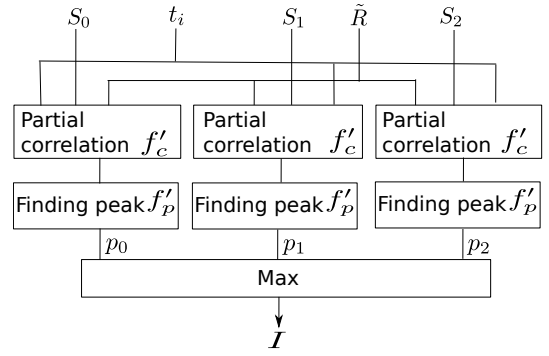 S₀ tᵢ S₁ R̃ S₂
Partial correlation f′c
Partial correlation f′c
Partial correlation f′c
Finding peak f′p
Finding peak f′p
Finding peak f′p
p₀ p₁ p₂
Max
I